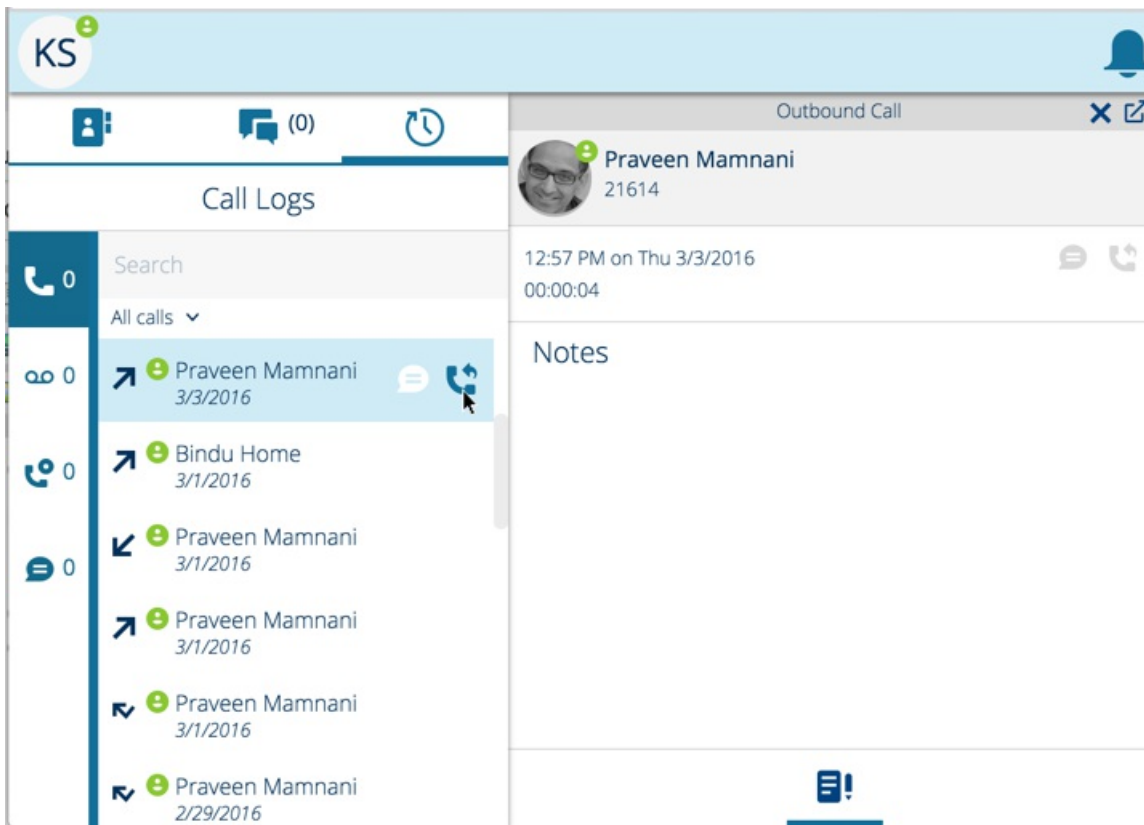 KS
(0)
Call Logs
0
Search
All calls
0
Praveen Mamnani
3/3/2016
0
Bindu Home
3/1/2016
0
Praveen Mamnani
3/1/2016
Praveen Mamnani
3/1/2016
Praveen Mamnani
3/1/2016
Praveen Mamnani
2/29/2016
Outbound Call
Praveen Mamnani
21614
12:57 PM on Thu 3/3/2016
00:00:04
Notes